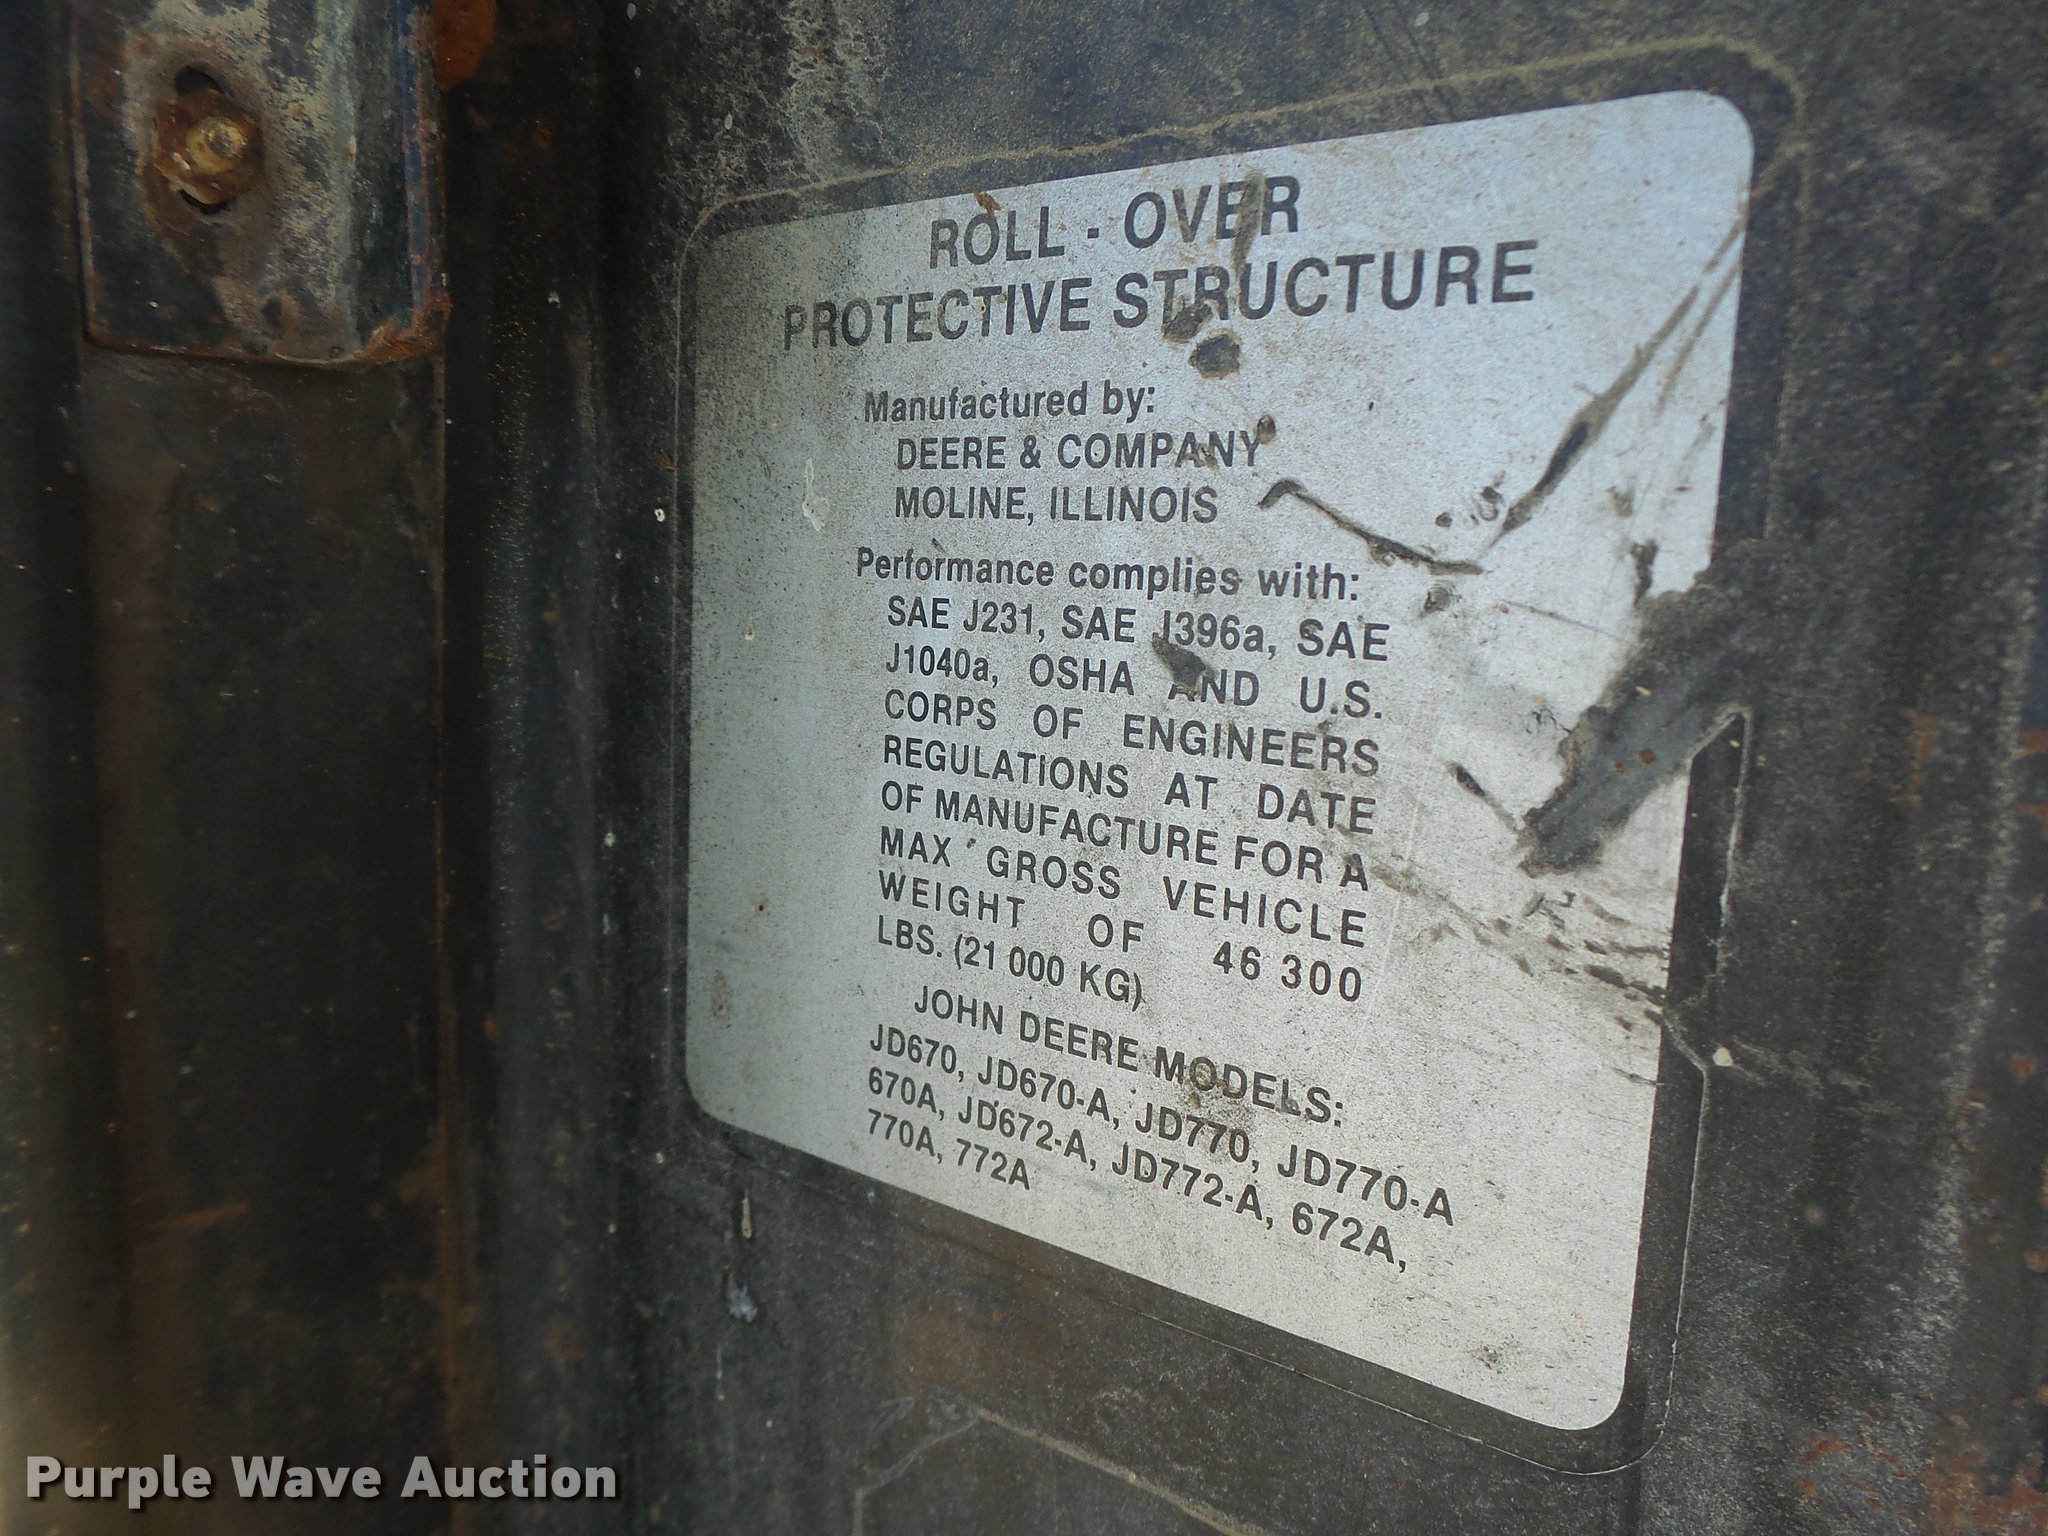 ROLL - OVER
PROTECTIVE STRUCTURE
Manufactured by:
DEERE & COMPANY
MOLINE, ILLINOIS
Performance complies with:
SAE J231, SAE J396a, SAE
J1040a, OSHA AND U.S.
CORPS OF ENGINEERS
REGULATIONS AT DATE
OF MANUFACTURE FOR A
MAX GROSS VEHICLE
WEIGHT OF 46 300
LBS. (21 000 KG)
JOHN DEERE MODELS:
JD670, JD670-A, JD770, JD770-A
670A, JD672-A, JD772-A, 672A,
770A, 772A
Purple Wave Auction